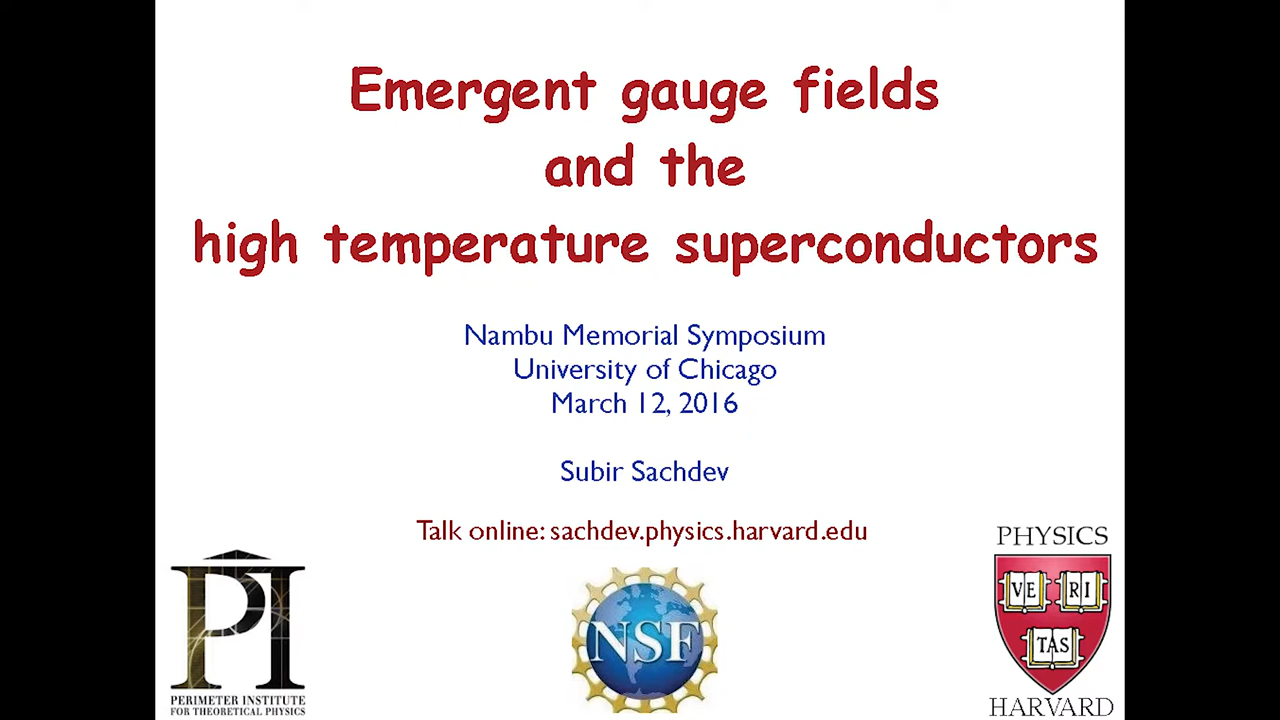 Emergent gauge fields
and the
high temperature superconductors
Nambu Memorial Symposium
University of Chicago
March 12, 2016
Subir Sachdev
Talk online: sachdev.physics.harvard.edu
PI
PERIMETER INSTITUTE
FOR THEORETICAL PHYSICS
NSF
PHYSICS
VE RI
TAS
HARVARD